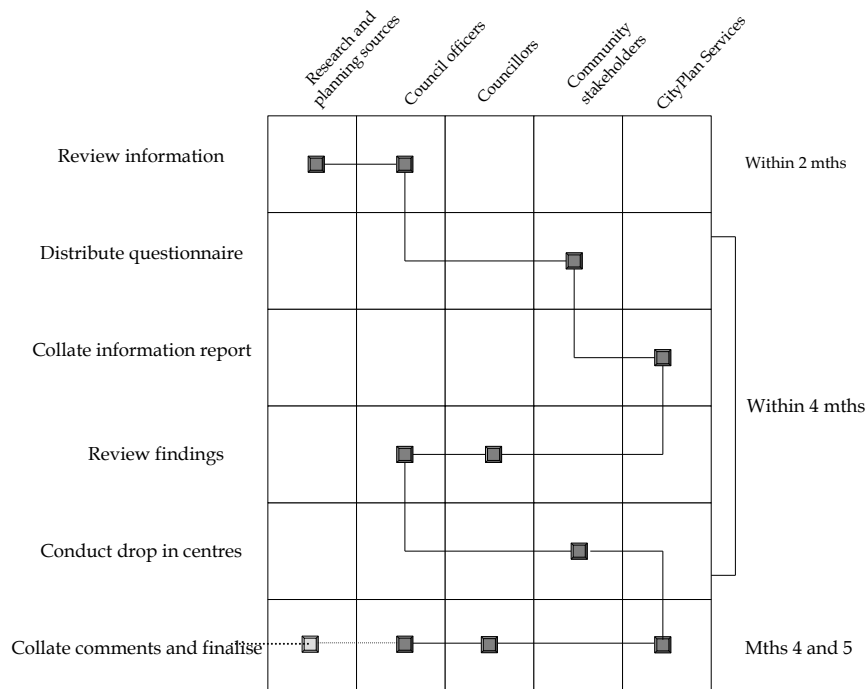 Research and
planning sources
Council officers
Councillors
Community
stakeholders
CityPlan Services
Review information
Within 2 mths
Distribute questionnaire
Collate information report
Within 4 mths
Review findings
Conduct drop in centres
Collate comments and finalise
Mths 4 and 5